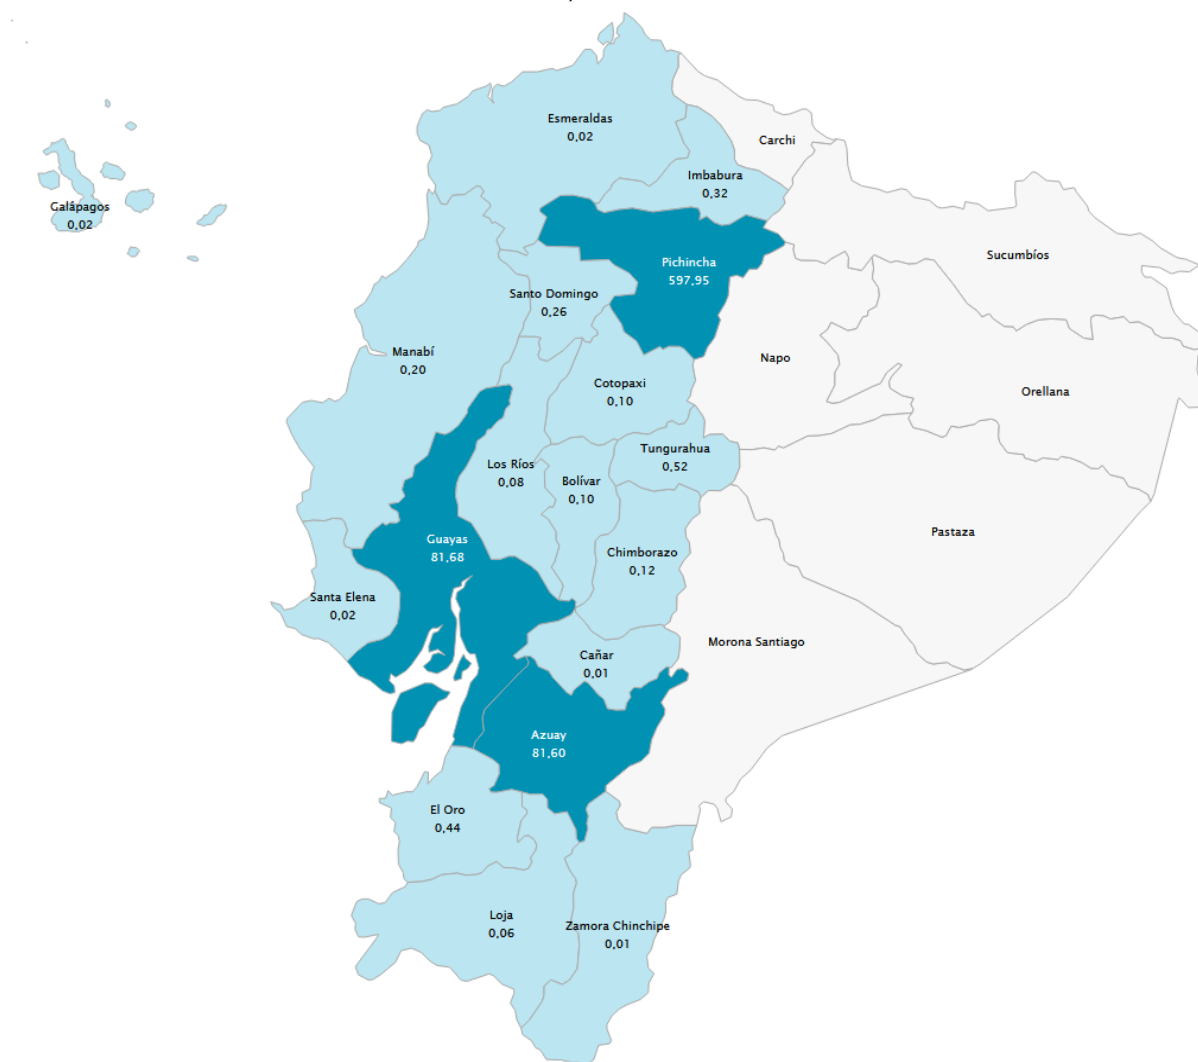 Esmeraldas
0,02
Carchi
Imbabura
0,32
Galápagos
0,02
Sucumbíos
Pichincha
597,95
Santo Domingo
0,26
Manabí
0,20
Napo
Cotopaxi
0,10
Orellana
Tungurahua
0,52
Los Ríos
0,08
Bolívar
0,10
Pastaza
Guayas
81,68
Chimborazo
0,12
Santa Elena
0,02
Morona Santiago
Cañar
0,01
Azuay
81,60
El Oro
0,44
Loja
0,06
Zamora Chinchipe
0,01